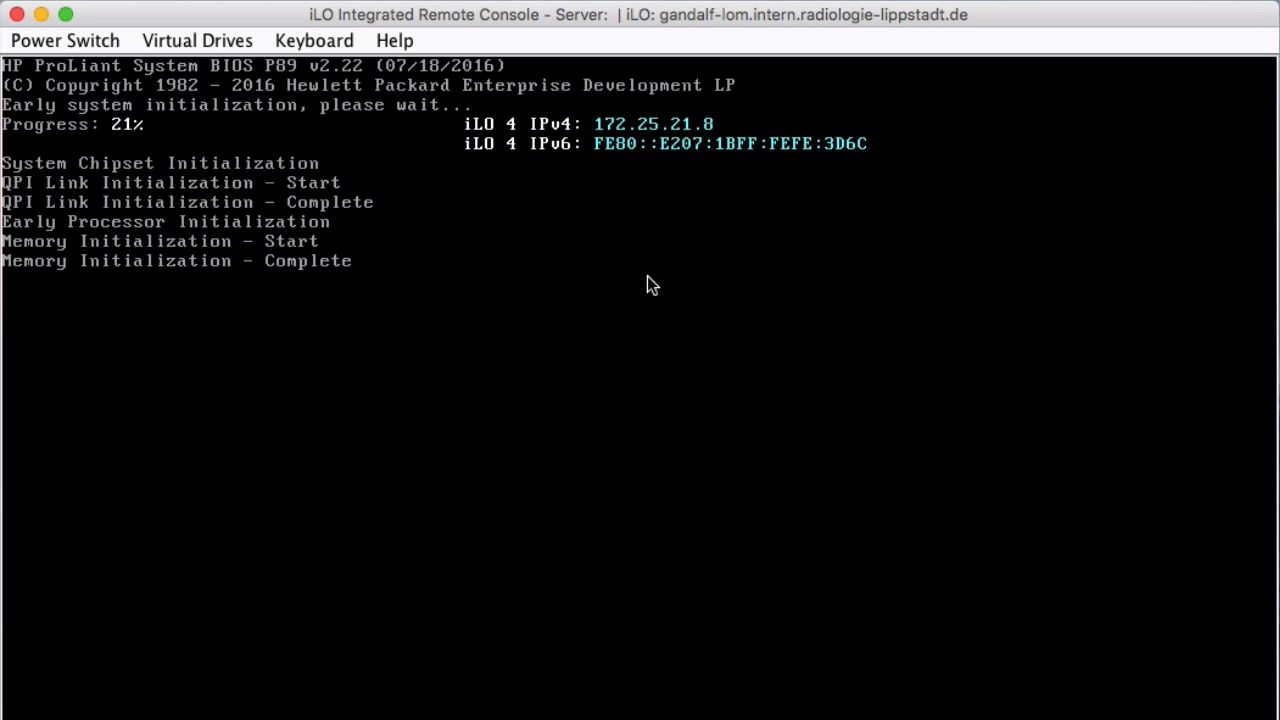 iLO Integrated Remote Console - Server: | iLO: gandalf-lom.intern.radiologie-lippstadt.de
Power Switch Virtual Drives Keyboard Help
HP ProLiant System BIOS P89 v2.22 (07/18/2016)
(C) Copyright 1982 - 2016 Hewlett Packard Enterprise Development LP
Early system initialization, please wait...
Progress: 21% iLO 4 IPv4: 172.25.21.8
iLO 4 IPv6: FE80::E207:1BFF:FEFE:3D6C
System Chipset Initialization
QPI Link Initialization - Start
QPI Link Initialization - Complete
Early Processor Initialization
Memory Initialization - Start
Memory Initialization - Complete